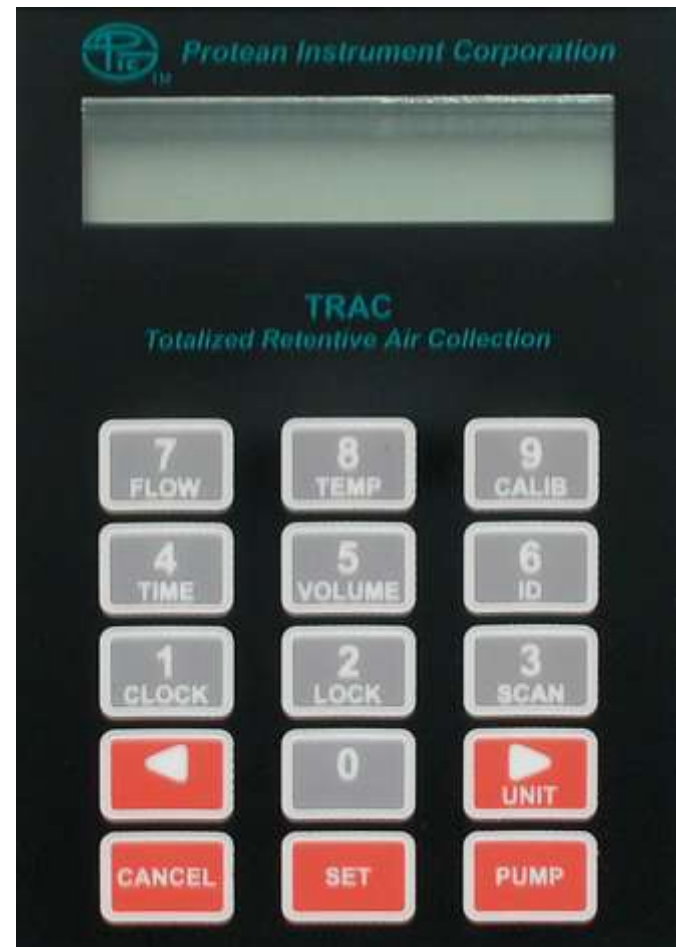 PIC
TM
Protean Instrument Corporation
TRAC
Totalized Retentive Air Collection
7 8 9
FLOW TEMP CALIB
4 5 6
TIME VOLUME ID
1 2 3
CLOCK LOCK SCAN
0
UNIT
CANCEL SET PUMP